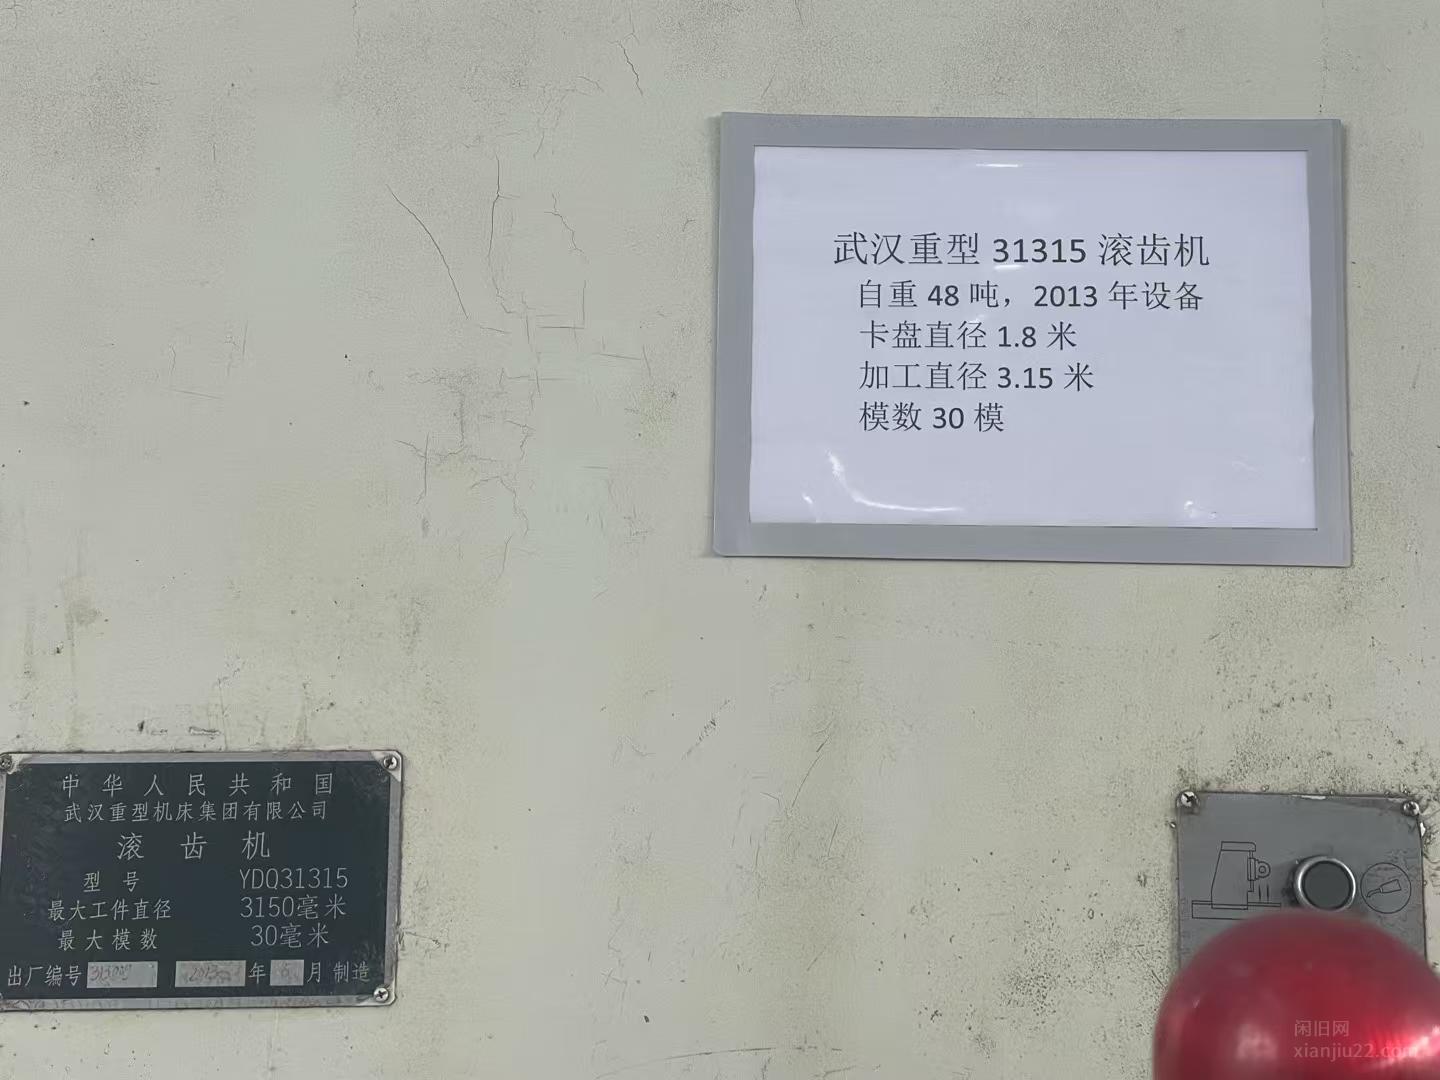 武汉重型 31315 滚齿机
自重 48 吨，2013 年设备
卡盘直径 1.8 米
加工直径 3.15 米
模数 30 模
中华人民共和国
武汉重型机床集团有限公司
滚齿机
型号 YDQ31315
最大工件直径 3150毫米
最大模数 30毫米
出厂编号 2013 年 月 制造
闲旧网
xianjiu22.com